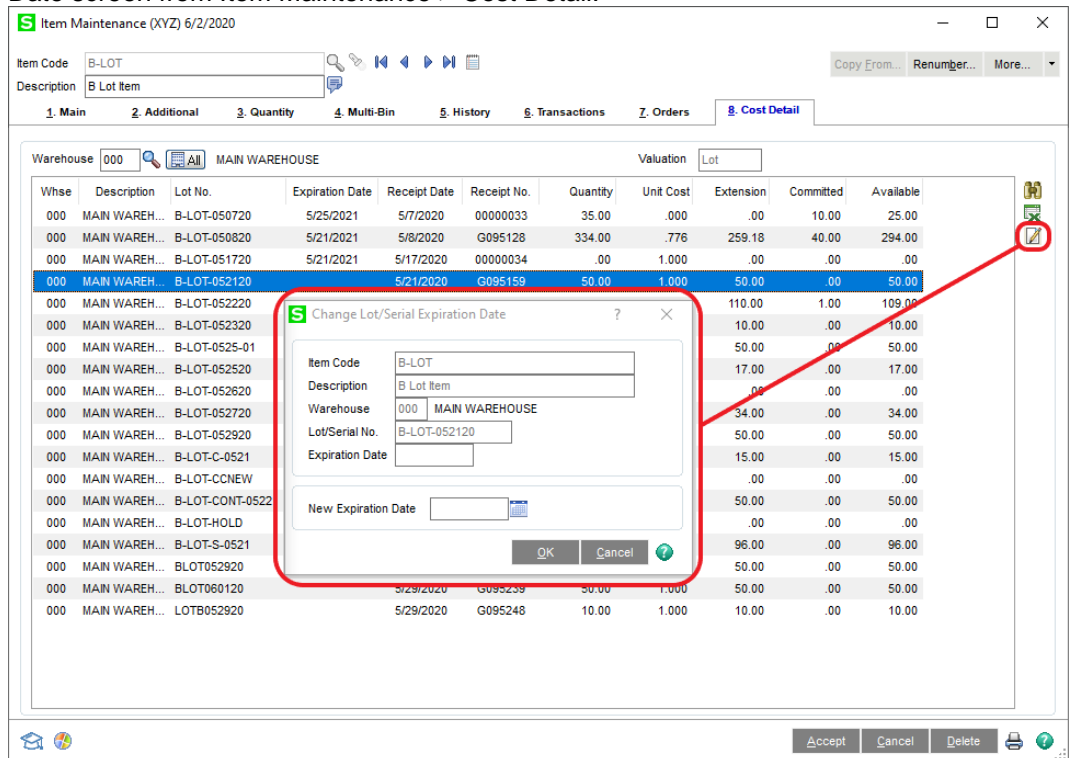 Date screen from Item Maintenance > Cost Detail.
S Item Maintenance (XYZ) 6/2/2020
Item Code B-LOT Copy From... Renumber... More...
Description B Lot Item
1. Main 2. Additional 3. Quantity 4. Multi-Bin 5. History 6. Transactions 7. Orders 8. Cost Detail
Warehouse 000 All MAIN WAREHOUSE Valuation Lot
Whse Description Lot No. Expiration Date Receipt Date Receipt No. Quantity Unit Cost Extension Committed Available
000 MAIN WAREH... B-LOT-050720 5/25/2021 5/7/2020 00000033 35.00 .000 .00 10.00 25.00
000 MAIN WAREH... B-LOT-050820 5/21/2021 5/8/2020 G095128 334.00 .776 259.18 40.00 294.00
000 MAIN WAREH... B-LOT-051720 5/21/2021 5/17/2020 00000034 .00 1.000 .00 .00 .00
000 MAIN WAREH... B-LOT-052120 5/21/2020 G095159 50.00 1.000 50.00 .00 50.00
000 MAIN WAREH... B-LOT-052220 110.00 1.00 109.00
000 MAIN WAREH... B-LOT-052320 10.00 .00 10.00
000 MAIN WAREH... B-LOT-0525-01 50.00 .00 50.00
000 MAIN WAREH... B-LOT-052520 17.00 .00 17.00
000 MAIN WAREH... B-LOT-052620 .00 .00 .00
000 MAIN WAREH... B-LOT-052720 34.00 .00 34.00
000 MAIN WAREH... B-LOT-052920 50.00 .00 50.00
000 MAIN WAREH... B-LOT-C-0521 15.00 .00 15.00
000 MAIN WAREH... B-LOT-CCNEW .00 .00 .00
000 MAIN WAREH... B-LOT-CONT-0522 50.00 .00 50.00
000 MAIN WAREH... B-LOT-HOLD .00 .00 .00
000 MAIN WAREH... B-LOT-S-0521 96.00 .00 96.00
000 MAIN WAREH... BLOT052920 50.00 .00 50.00
000 MAIN WAREH... BLOT060120 5/29/2020 G095239 50.00 1.000 50.00 .00 50.00
000 MAIN WAREH... LOTB052920 5/29/2020 G095248 10.00 1.000 10.00 .00 10.00
S Change Lot/Serial Expiration Date ?
Item Code B-LOT
Description B Lot Item
Warehouse 000 MAIN WAREHOUSE
Lot/Serial No. B-LOT-052120
Expiration Date
New Expiration Date
OK Cancel ?
Accept Cancel Delete ?